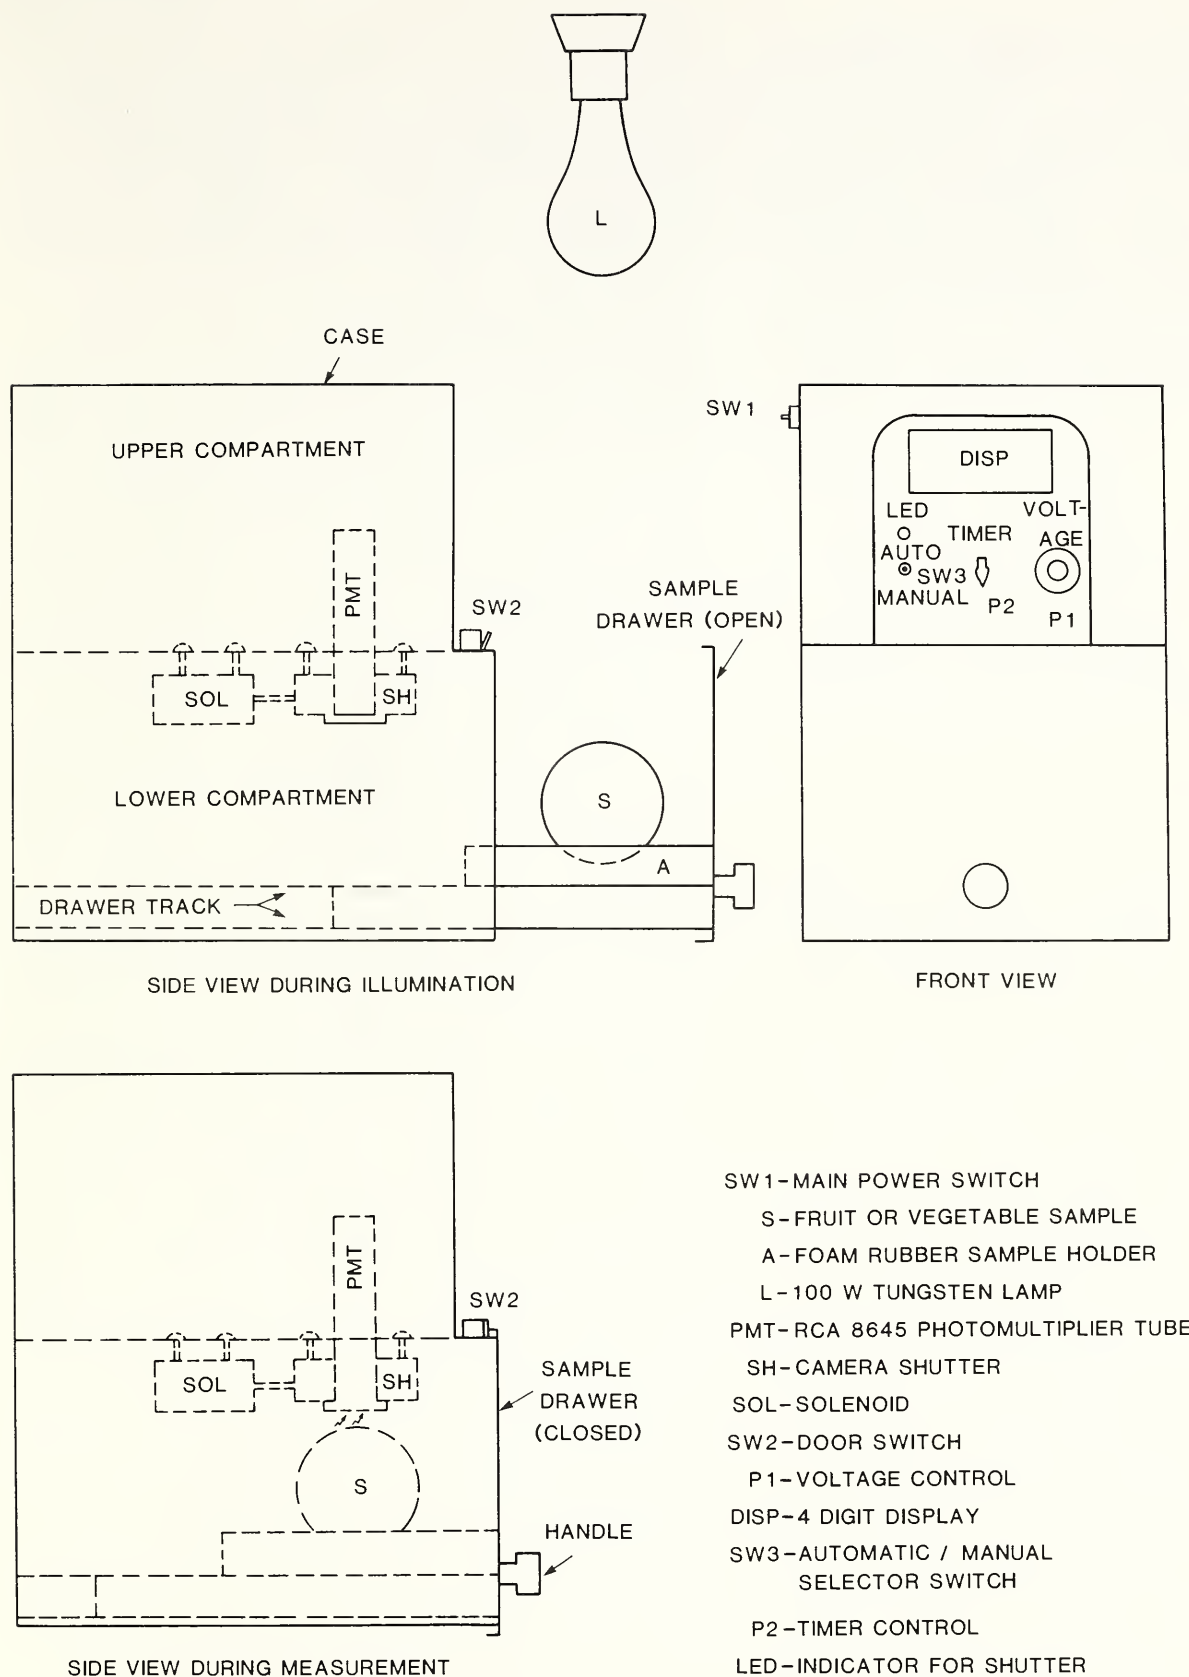 L
CASE
UPPER COMPARTMENT
PMT
SW2
SOL
SH
LOWER COMPARTMENT
DRAWER TRACK
SAMPLE
DRAWER (OPEN)
S
A
SIDE VIEW DURING ILLUMINATION
SW1
DISP
LED
VOLT-
AGE
TIMER
AUTO
SW3
MANUAL
P2
P1
FRONT VIEW
PMT
SW2
SOL
SH
SAMPLE
DRAWER
(CLOSED)
S
HANDLE
SIDE VIEW DURING MEASUREMENT
SW1-MAIN POWER SWITCH
S-FRUIT OR VEGETABLE SAMPLE
A-FOAM RUBBER SAMPLE HOLDER
L-100 W TUNGSTEN LAMP
PMT-RCA 8645 PHOTOMULTIPLIER TUBE
SH-CAMERA SHUTTER
SOL-SOLENOID
SW2-DOOR SWITCH
P1-VOLTAGE CONTROL
DISP-4 DIGIT DISPLAY
SW3-AUTOMATIC / MANUAL
SELECTOR SWITCH
P2-TIMER CONTROL
LED-INDICATOR FOR SHUTTER